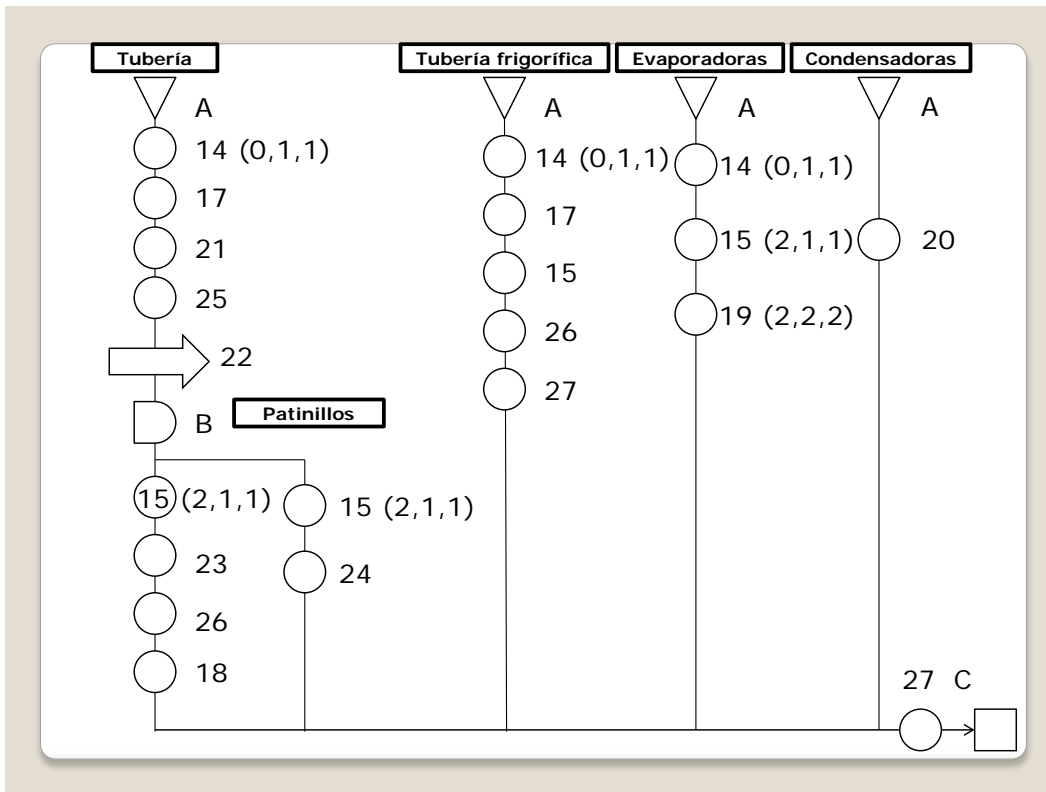 Tubería
A
14 (0,1,1)
17
21
25
22
B
Patinillos
15 (2,1,1)
23
26
18
15 (2,1,1)
24
Tubería frigorífica
A
14 (0,1,1)
17
15
26
27
Evaporadoras
A
14 (0,1,1)
15 (2,1,1)
19 (2,2,2)
Condensadoras
A
20
27 C